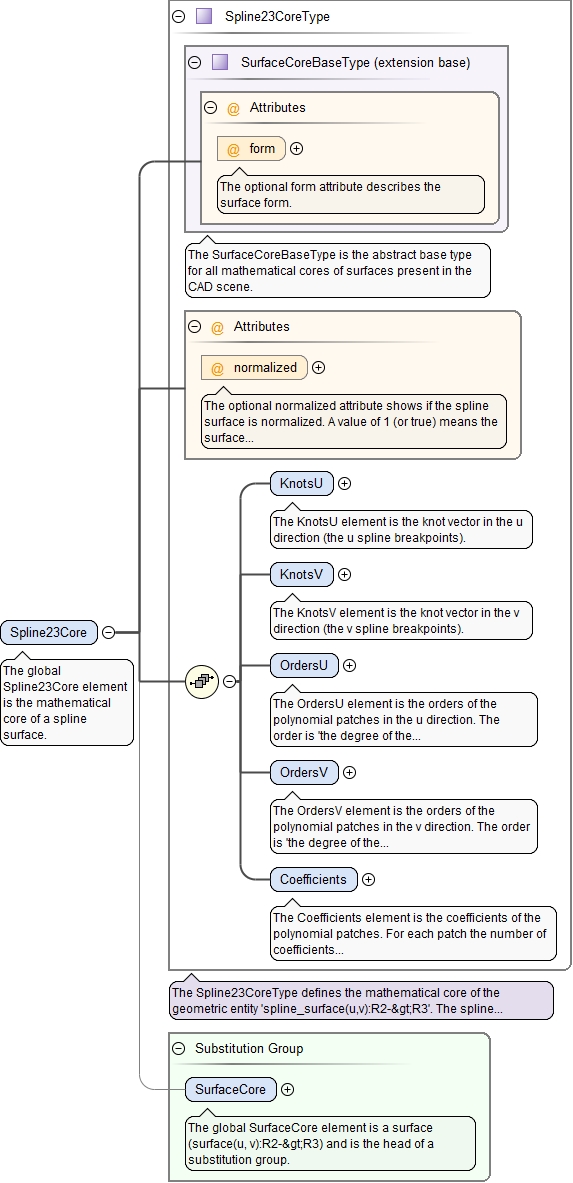 Spline23CoreType
SurfaceCoreBaseType (extension base)
@ Attributes
@ form
The optional form attribute describes the
surface form.
The SurfaceCoreBaseType is the abstract base type
for all mathematical cores of surfaces present in the
CAD scene.
@ Attributes
@ normalized
The optional normalized attribute shows if the spline
surface is normalized. A value of 1 (or true) means the
surface...
KnotsU
The KnotsU element is the knot vector in the u
direction (the u spline breakpoints).
KnotsV
The KnotsV element is the knot vector in the v
direction (the v spline breakpoints).
Spline23Core
The global
Spline23Core element
is the mathematical
core of a spline
surface.
OrdersU
The OrdersU element is the orders of the
polynomial patches in the u direction. The
order is 'the degree of the...
OrdersV
The OrdersV element is the orders of the
polynomial patches in the v direction. The order
is 'the degree of the...
Coefficients
The Coefficients element is the coefficients of the
polynomial patches. For each patch the number of
coefficients...
The Spline23CoreType defines the mathematical core of the
geometric entity 'spline_surface(u,v):R2-&gt;R3'. The spline...
Substitution Group
SurfaceCore
The global SurfaceCore element is a surface
(surface(u, v):R2-&gt;R3) and is the head of a
substitution group.